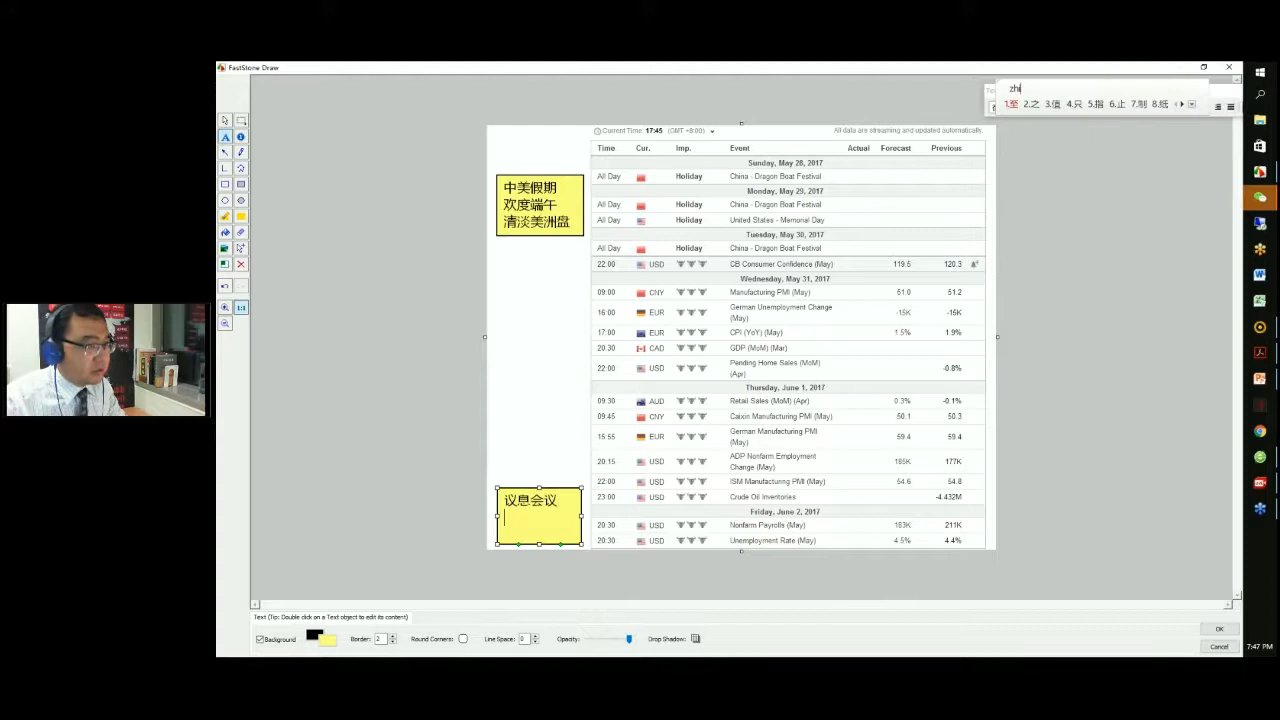 FastStone Draw
zhi
1.至 2.之 3.值 4.只 5.指 6.止 7.制 8.纸
Current Time: 17:45 (GMT +8:00)
All data are streaming and updated automatically.
Time Cur. Imp. Event Actual Forecast Previous
Sunday, May 28, 2017
All Day Holiday China - Dragon Boat Festival
Monday, May 29, 2017
All Day Holiday China - Dragon Boat Festival
All Day Holiday United States - Memorial Day
Tuesday, May 30, 2017
All Day Holiday China - Dragon Boat Festival
22:00 USD CB Consumer Confidence (May) 119.5 120.3
Wednesday, May 31, 2017
09:00 CNY Manufacturing PMI (May) 51.0 51.2
16:00 EUR German Unemployment Change (May) -15K -15K
17:00 EUR CPI (YoY) (May) 1.5% 1.9%
20:30 CAD GDP (MoM) (Mar)
22:00 USD Pending Home Sales (MoM) (Apr) -0.8%
Thursday, June 1, 2017
09:30 AUD Retail Sales (MoM) (Apr) 0.3% -0.1%
09:45 CNY Caixin Manufacturing PMI (May) 50.1 50.3
15:55 EUR German Manufacturing PMI (May) 59.4 59.4
20:15 USD ADP Nonfarm Employment Change (May) 185K 177K
22:00 USD ISM Manufacturing PMI (May) 54.6 54.8
23:00 USD Crude Oil Inventories -4.432M
Friday, June 2, 2017
20:30 USD Nonfarm Payrolls (May) 183K 211K
20:30 USD Unemployment Rate (May) 4.5% 4.4%
中美假期
欢度端午
清淡美洲盘
议息会议
Text (Tip: Double click on a Text object to edit its content)
Background Border: 2 Round Corners: Line Space: 0 Opacity: Drop Shadow:
OK
Cancel
7:47 PM